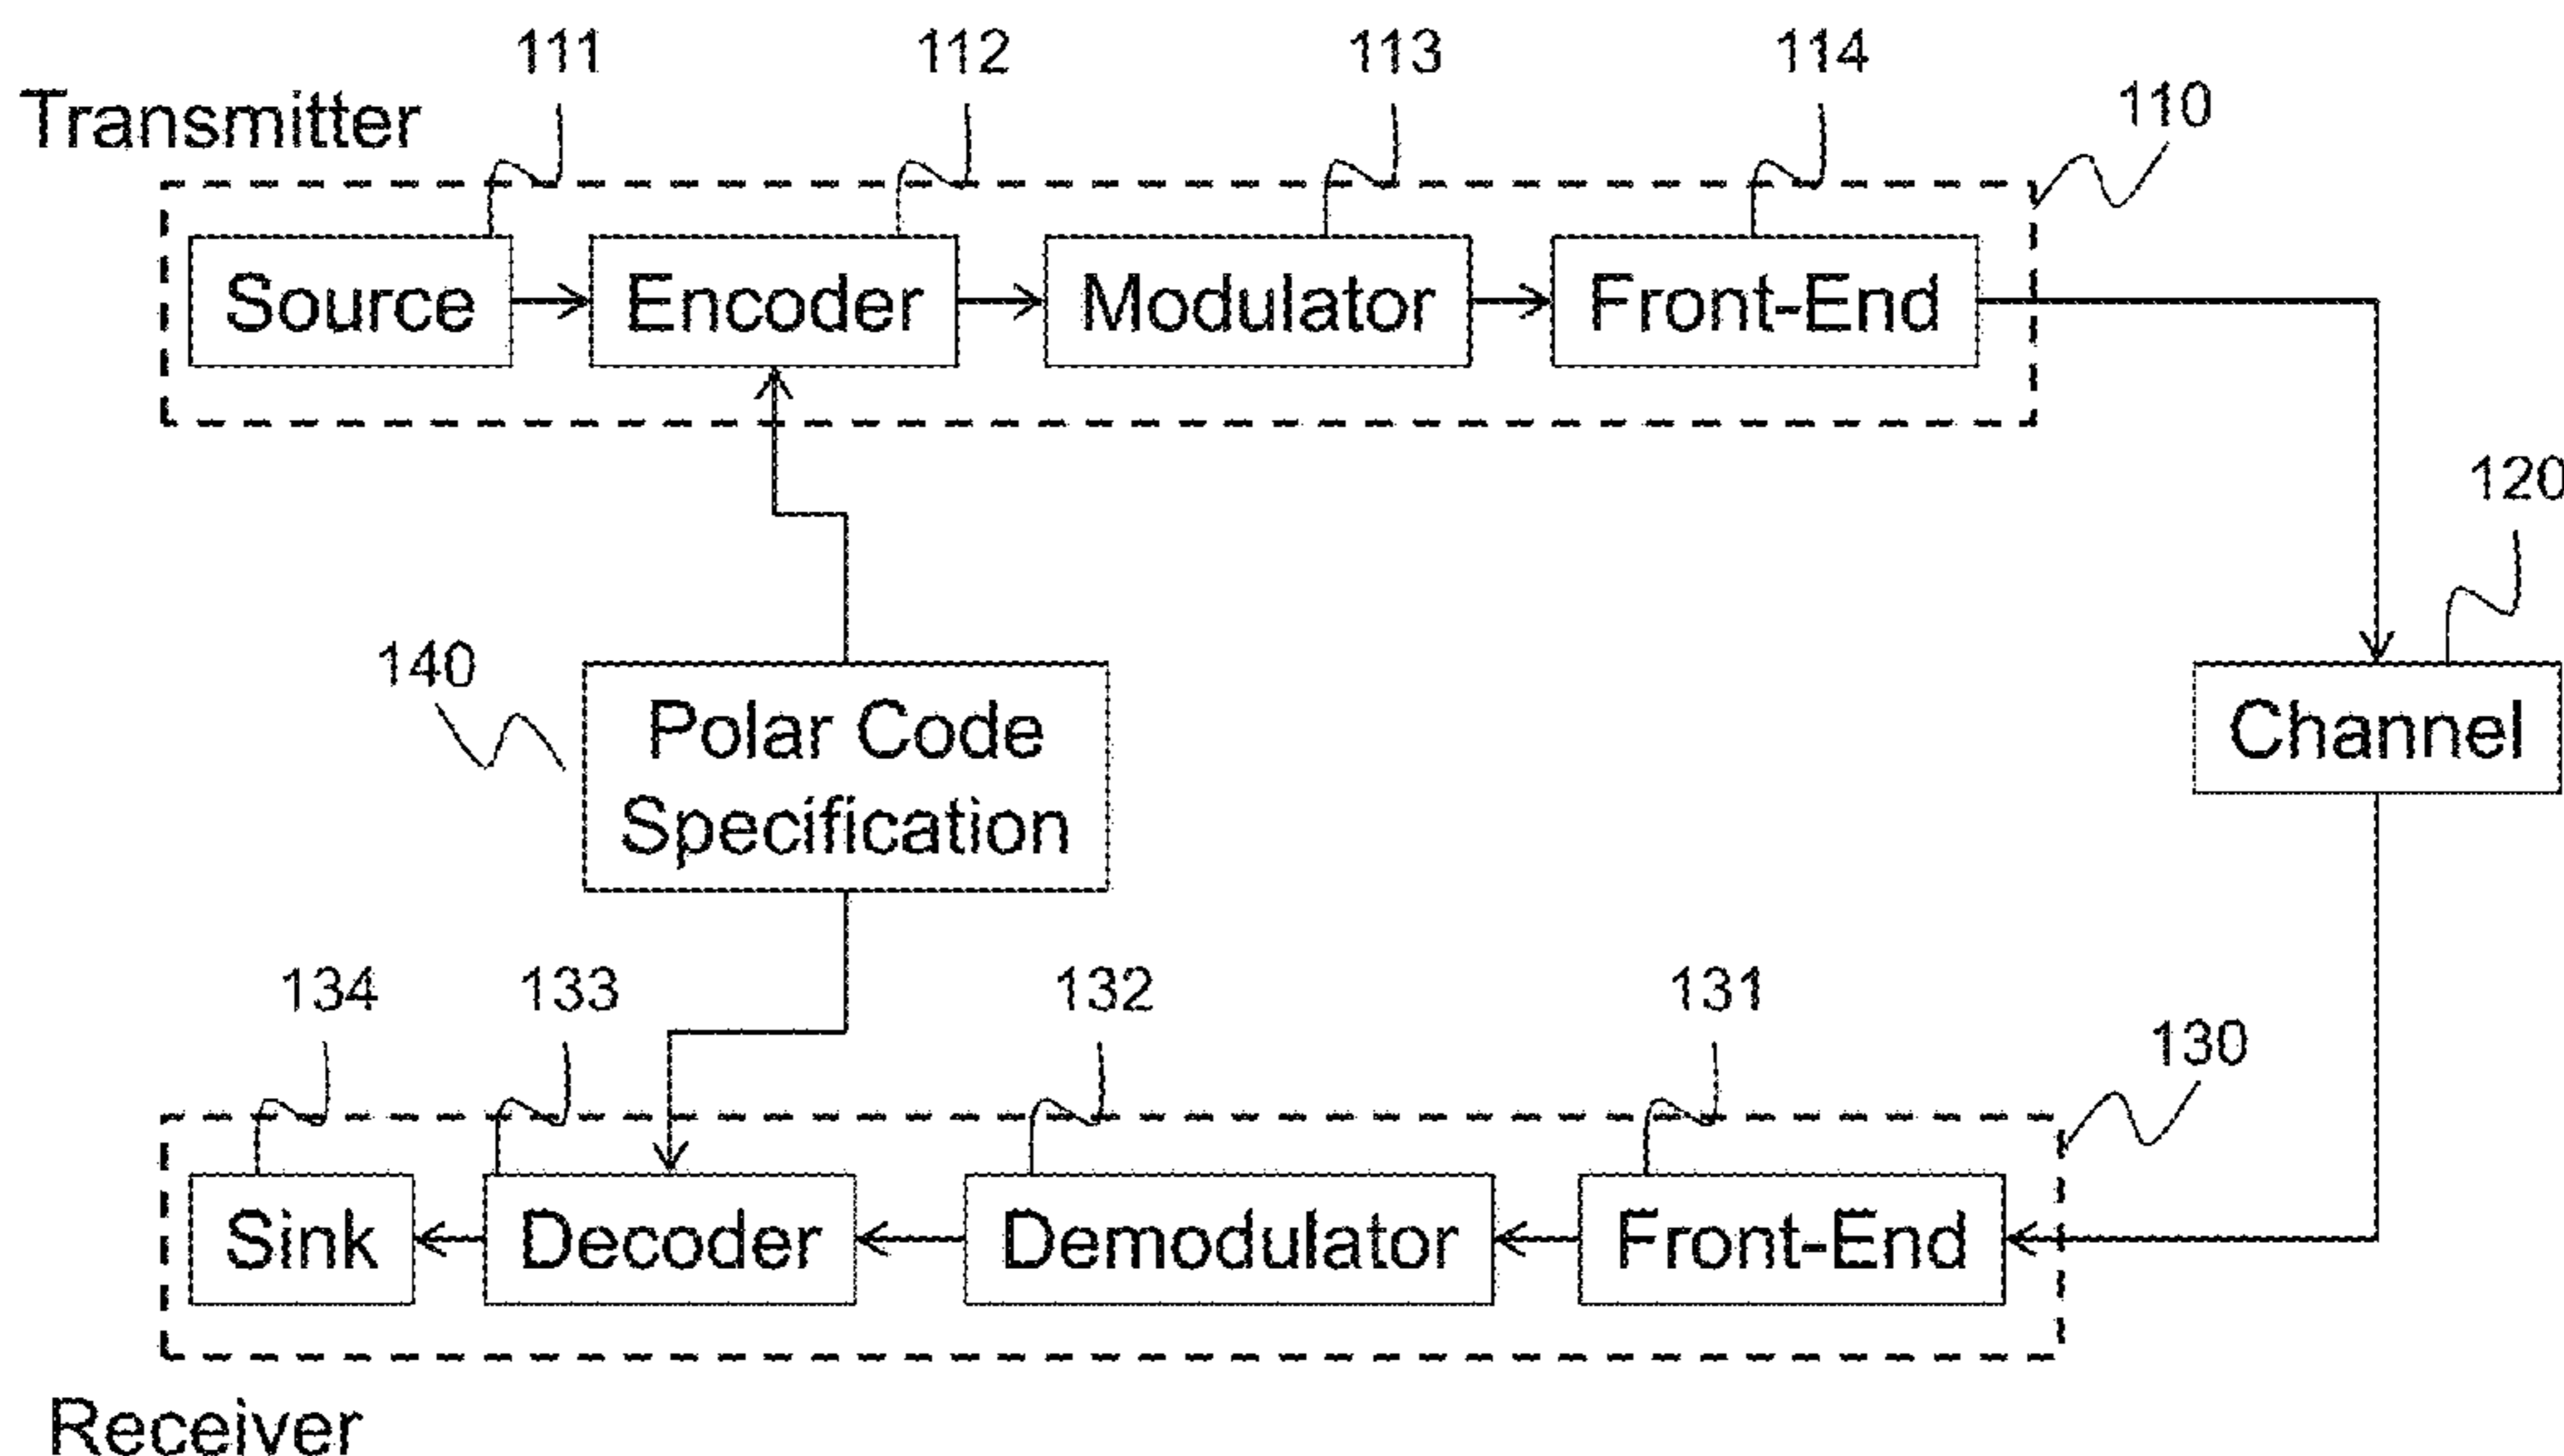 111
112
113
114
Transmitter
110
Source
Encoder
Modulator
Front-End
120
140
Polar Code
Specification
Channel
134
133
132
131
130
Sink
Decoder
Demodulator
Front-End
Receiver